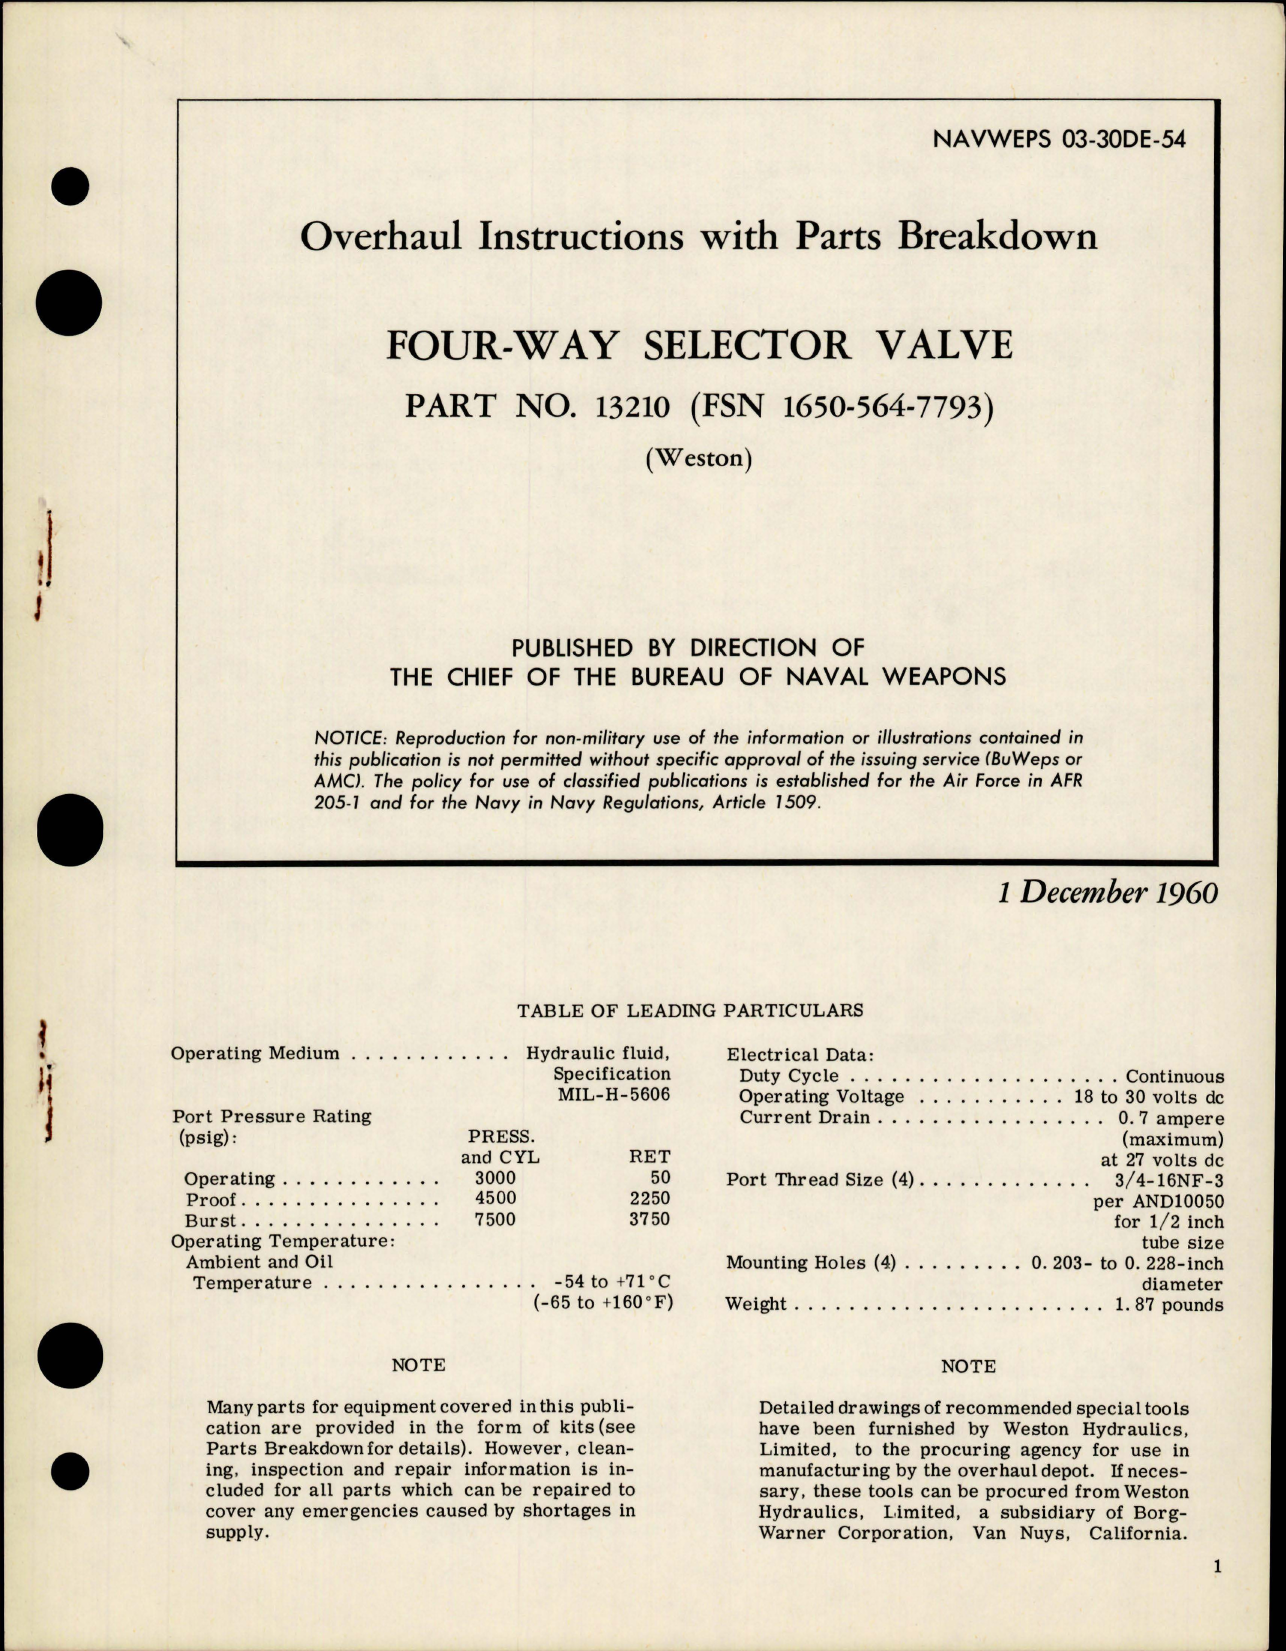 NAVWEPS 03-30DE-54
Overhaul Instructions with Parts Breakdown
FOUR-WAY SELECTOR VALVE
PART NO. 13210 (FSN 1650-564-7793)
(Weston)
PUBLISHED BY DIRECTION OF
THE CHIEF OF THE BUREAU OF NAVAL WEAPONS
NOTICE: Reproduction for non-military use of the information or illustrations contained in
this publication is not permitted without specific approval of the issuing service (BuWeps or
AMC). The policy for use of classified publications is established for the Air Force in AFR
205-1 and for the Navy in Navy Regulations, Article 1509.
1 December 1960
TABLE OF LEADING PARTICULARS
Operating Medium . . . . . . . . . . . . Hydraulic fluid,
Specification
MIL-H-5606
Port Pressure Rating
(psig): PRESS.
and CYL RET
Operating . . . . . . . . . . . . 3000 50
Proof . . . . . . . . . . . . . . . 4500 2250
Burst . . . . . . . . . . . . . . . 7500 3750
Operating Temperature:
Ambient and Oil
Temperature . . . . . . . . . . . . . . . . -54 to +71°C
(-65 to +160°F)
Electrical Data:
Duty Cycle . . . . . . . . . . . . . . . . . . . . Continuous
Operating Voltage . . . . . . . . . . . 18 to 30 volts dc
Current Drain . . . . . . . . . . . . . . . . . 0.7 ampere
(maximum)
at 27 volts dc
Port Thread Size (4) . . . . . . . . . . . . . 3/4-16NF-3
per AND10050
for 1/2 inch
tube size
Mounting Holes (4) . . . . . . . . . 0.203- to 0.228-inch
diameter
Weight . . . . . . . . . . . . . . . . . . . . . . . 1.87 pounds
NOTE
Many parts for equipment covered in this publi-
cation are provided in the form of kits (see
Parts Breakdown for details). However, clean-
ing, inspection and repair information is in-
cluded for all parts which can be repaired to
cover any emergencies caused by shortages in
supply.
NOTE
Detailed drawings of recommended special tools
have been furnished by Weston Hydraulics,
Limited, to the procuring agency for use in
manufacturing by the overhaul depot. If neces-
sary, these tools can be procured from Weston
Hydraulics, Limited, a subsidiary of Borg-
Warner Corporation, Van Nuys, California.
1